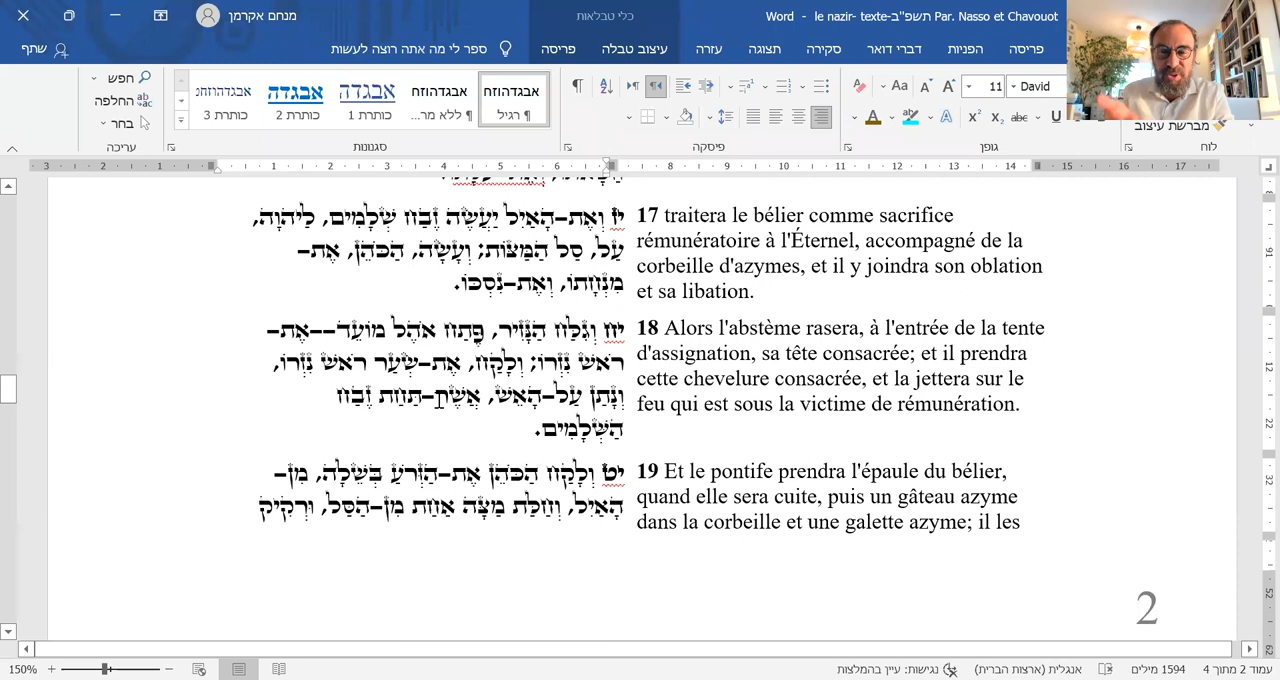 מנחם אקרמן
כלי טבלאות
le nazir- texte-תשפ"ב Par. Nasso et Chavouot - Word
שתף
ספר לי מה אתה רוצה לעשות
פריסה
עיצוב טבלה
עזרה
תצוגה
סקירה
דברי דואר
הפניות
פריסה
חפש
החלפה
בחר
עריכה
אבגדהוזחנ
כותרת 3
אבגדה
כותרת 2
אבגדה
כותרת 1
אבגדהוזח
ללא מר...
אבגדהוזח
רגיל
סגנונות
פיסקה
11
David
גופן
מברשת עיצוב
לוח
17 traitera le bélier comme sacrifice
rémunératoire à l'Éternel, accompagné de la
corbeille d'azymes, et il y joindra son oblation
et sa libation.
יז וְאֶת-הָאַיִל יַעֲשֶׂה זֶבַח שְׁלָמִים, לַיהוָה,
עַל, סַל הַמַּצּוֹת; וְעָשָׂה, הַכֹּהֵן, אֶת-
מִנְחָתוֹ, וְאֶת-נִסְכּוֹ.
18 Alors l'abstème rasera, à l'entrée de la tente
d'assignation, sa tête consacrée; et il prendra
cette chevelure consacrée, et la jettera sur le
feu qui est sous la victime de rémunération.
יח וְגִלַּח הַנָּזִיר, פֶּתַח אֹהֶל מוֹעֵד--אֶת-
רֹאשׁ נִזְרוֹ; וְלָקַח, אֶת-שְׂעַר רֹאשׁ נִזְרוֹ,
וְנָתַן עַל-הָאֵשׁ, אֲשֶׁר-תַּחַת זֶבַח
הַשְּׁלָמִים.
19 Et le pontife prendra l'épaule du bélier,
quand elle sera cuite, puis un gâteau azyme
dans la corbeille et une galette azyme; il les
יט וְלָקַח הַכֹּהֵן אֶת-הַזְּרֹעַ בְּשֵׁלָה, מִן-
הָאַיִל, וְחַלַּת מַצָּה אַחַת מִן-הַסַּל, וּרְקִיק
2
עמוד 2 מתוך 4
1594 מילים
אנגלית (ארצות הברית)
נגישות: עיין בהמלצות
150%